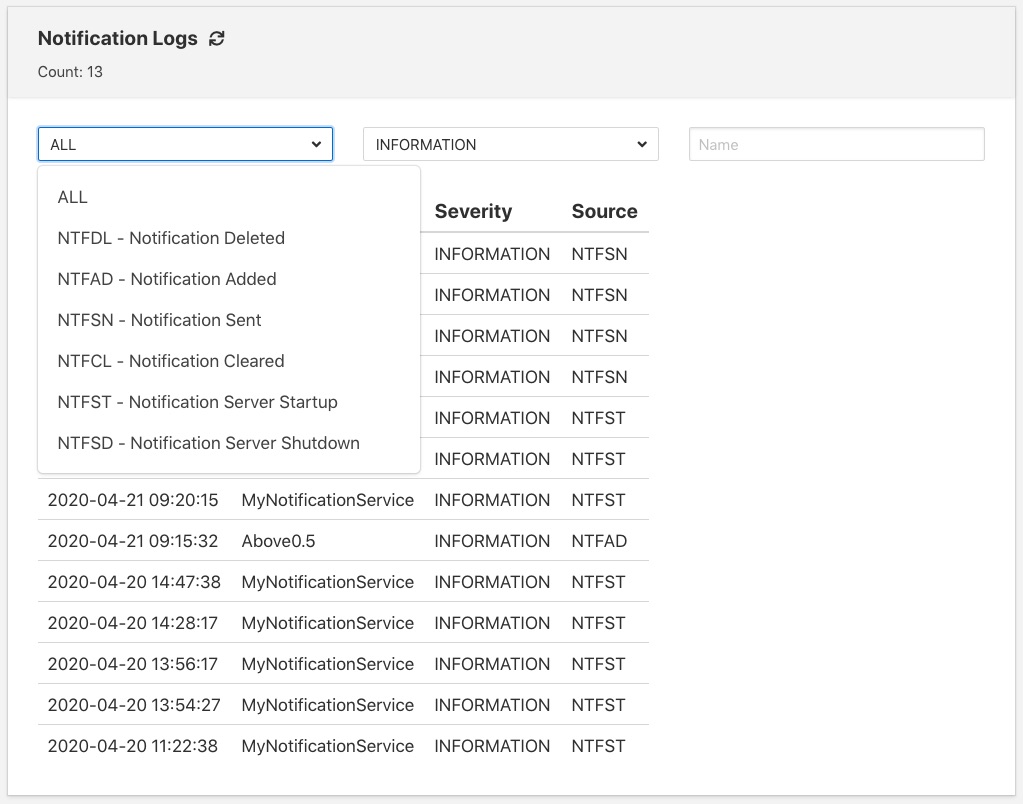 Notification Logs
Count: 13
ALL INFORMATION Name
ALL
NTFDL - Notification Deleted
NTFAD - Notification Added
NTFSN - Notification Sent
NTFCL - Notification Cleared
NTFST - Notification Server Startup
NTFSD - Notification Server Shutdown
Severity Source
INFORMATION NTFSN
INFORMATION NTFSN
INFORMATION NTFSN
INFORMATION NTFSN
INFORMATION NTFST
INFORMATION NTFST
2020-04-21 09:20:15 MyNotificationService INFORMATION NTFST
2020-04-21 09:15:32 Above0.5 INFORMATION NTFAD
2020-04-20 14:47:38 MyNotificationService INFORMATION NTFST
2020-04-20 14:28:17 MyNotificationService INFORMATION NTFST
2020-04-20 13:56:17 MyNotificationService INFORMATION NTFST
2020-04-20 13:54:27 MyNotificationService INFORMATION NTFST
2020-04-20 11:22:38 MyNotificationService INFORMATION NTFST